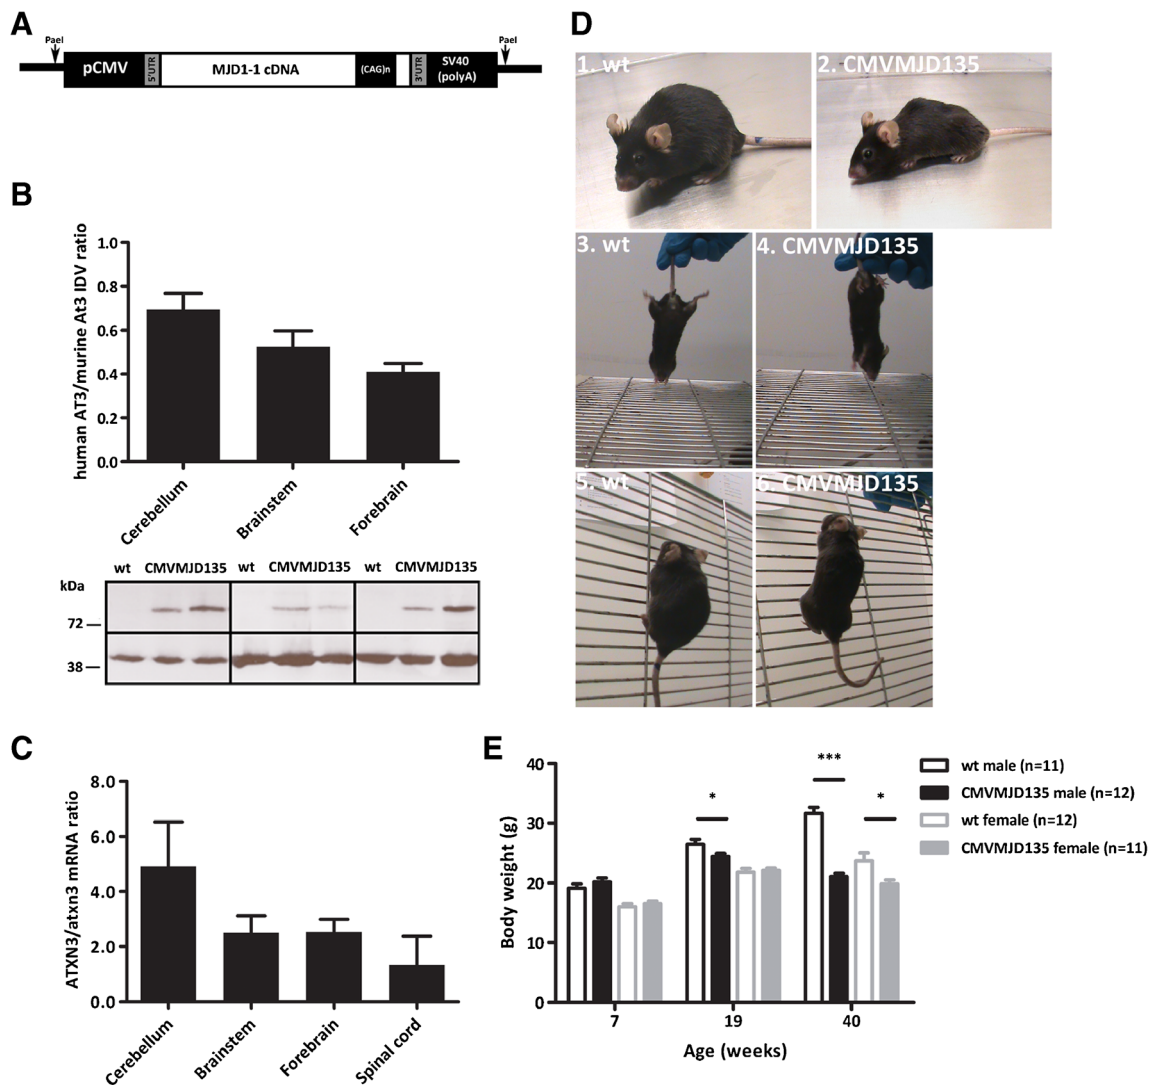 A
PaeI
PaeI
pCMV
5'UTR
MJD1-1 cDNA
(CAG)n
3'UTR
SV40
(polyA)
B
human AT3/murine At3 IDV ratio
1.0
0.8
0.6
0.4
0.2
0.0
Cerebellum
Brainstem
Forebrain
wt CMVMJD135 wt CMVMJD135 wt CMVMJD135
kDa
72
38
C
ATXN3/atxn3 mRNA ratio
8.0
6.0
4.0
2.0
0.0
Cerebellum
Brainstem
Forebrain
Spinal cord
D
1. wt
2. CMVMJD135
3. wt
4. CMVMJD135
5. wt
6. CMVMJD135
E
Body weight (g)
40
30
20
10
0
*
***
*
7
19
40
Age (weeks)
wt male (n=11)
CMVMJD135 male (n=12)
wt female (n=12)
CMVMJD135 female (n=11)